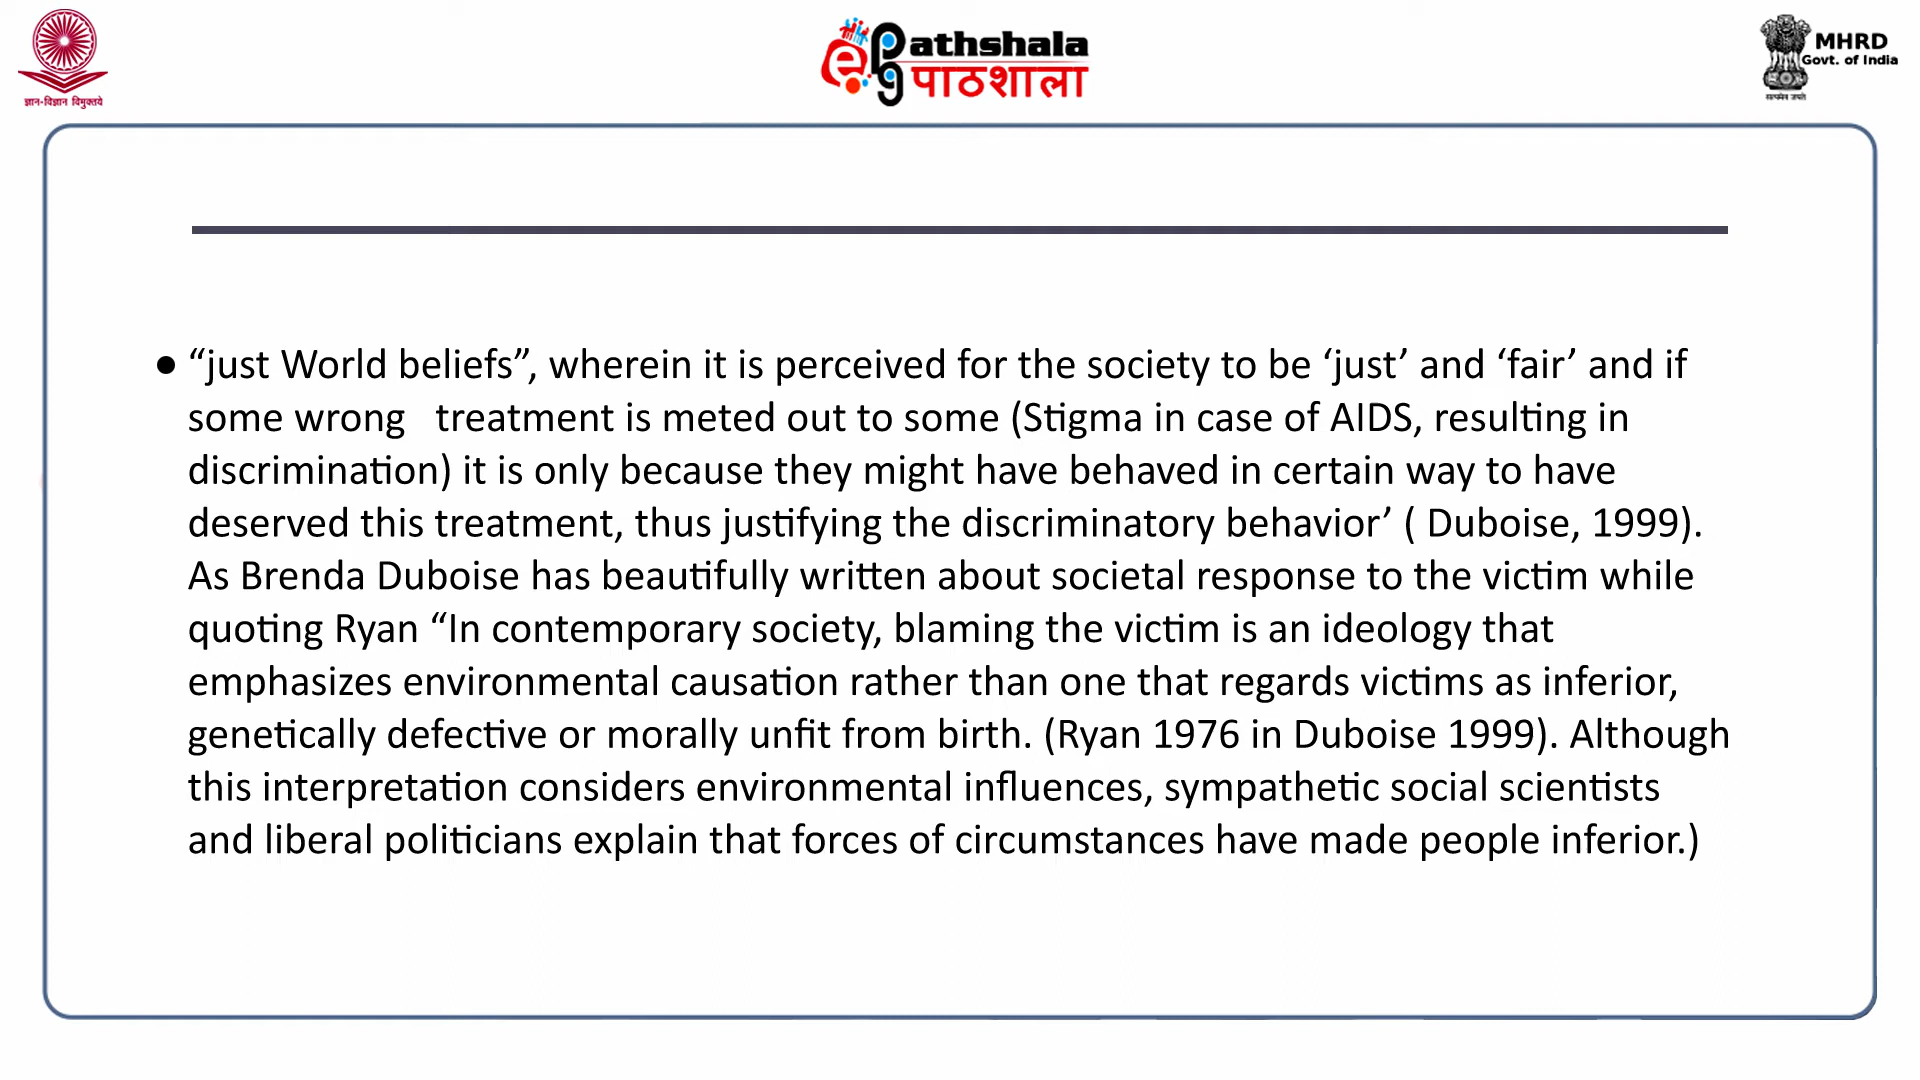 ज्ञान-विज्ञान विमुक्तये
e pg Pathshala
पाठशाला
MHRD
Govt. of India
सत्यमेव जयते
• “just World beliefs”, wherein it is perceived for the society to be ‘just’ and ‘fair’ and if
some wrong   treatment is meted out to some (Stigma in case of AIDS, resulting in
discrimination) it is only because they might have behaved in certain way to have
deserved this treatment, thus justifying the discriminatory behavior’ ( Duboise, 1999).
As Brenda Duboise has beautifully written about societal response to the victim while
quoting Ryan “In contemporary society, blaming the victim is an ideology that
emphasizes environmental causation rather than one that regards victims as inferior,
genetically defective or morally unfit from birth. (Ryan 1976 in Duboise 1999). Although
this interpretation considers environmental influences, sympathetic social scientists
and liberal politicians explain that forces of circumstances have made people inferior.)